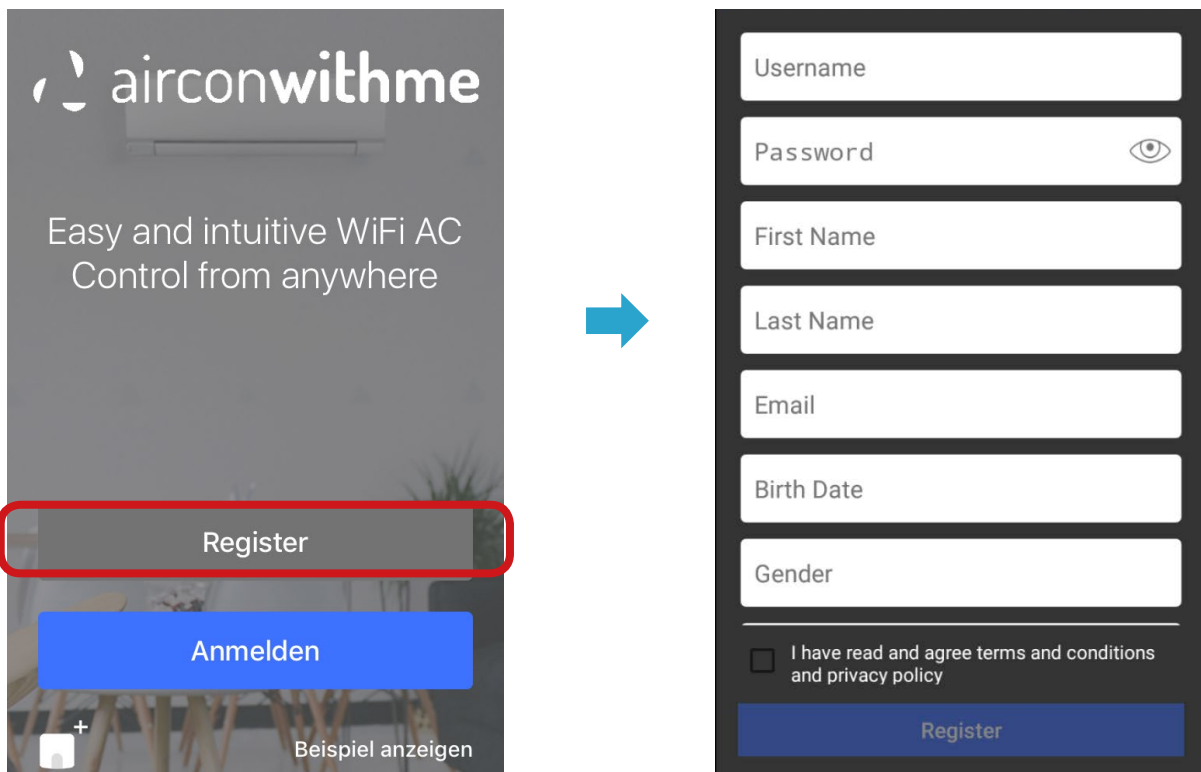 airconwithme
Easy and intuitive WiFi AC
Control from anywhere
Register
Anmelden
+
Beispiel anzeigen
Username
Password
First Name
Last Name
Email
Birth Date
Gender
I have read and agree terms and conditions
and privacy policy
Register